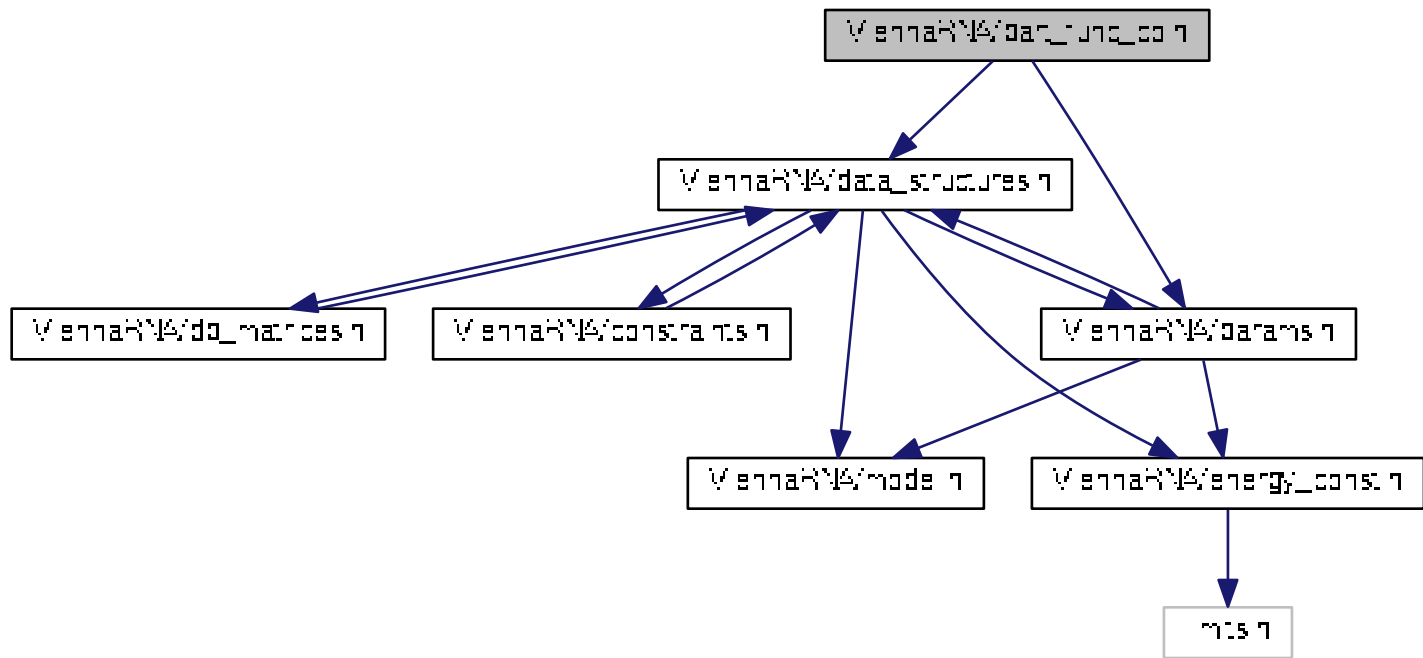 ViennaRNA/part_func_co.h
ViennaRNA/data_structures.h
ViennaRNA/dp_matrices.h
ViennaRNA/constraints.h
ViennaRNA/params.h
ViennaRNA/model.h
ViennaRNA/energy_const.h
limits.h